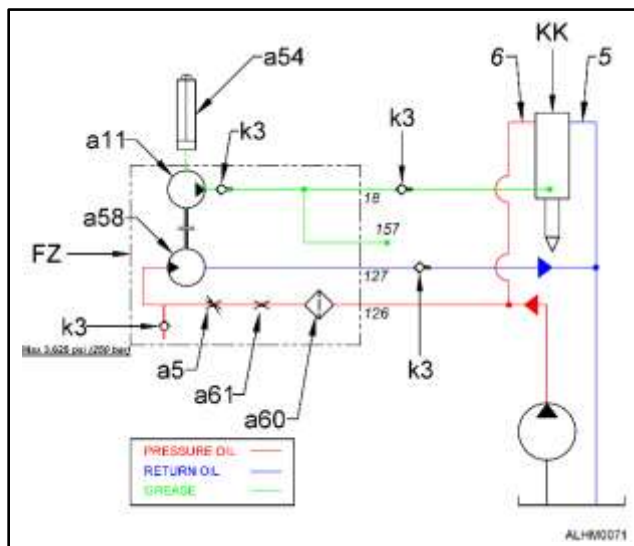 a54
KK
6
5
a11
k3
k3
18
a58
157
FZ
127
k3
126
Max 3,625 psi (250 bar)
a5
k3
a61
a60
PRESSURE OIL
RETURN OIL
GREASE
ALHM0071